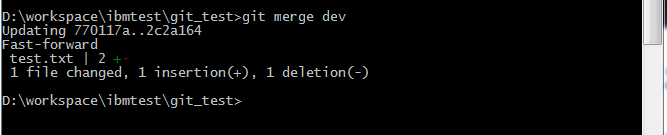 D:\workspace\ibmtest\git_test>git merge dev
Updating 770117a..2c2a164
Fast-forward
 test.txt | 2 +-
 1 file changed, 1 insertion(+), 1 deletion(-)
D:\workspace\ibmtest\git_test>